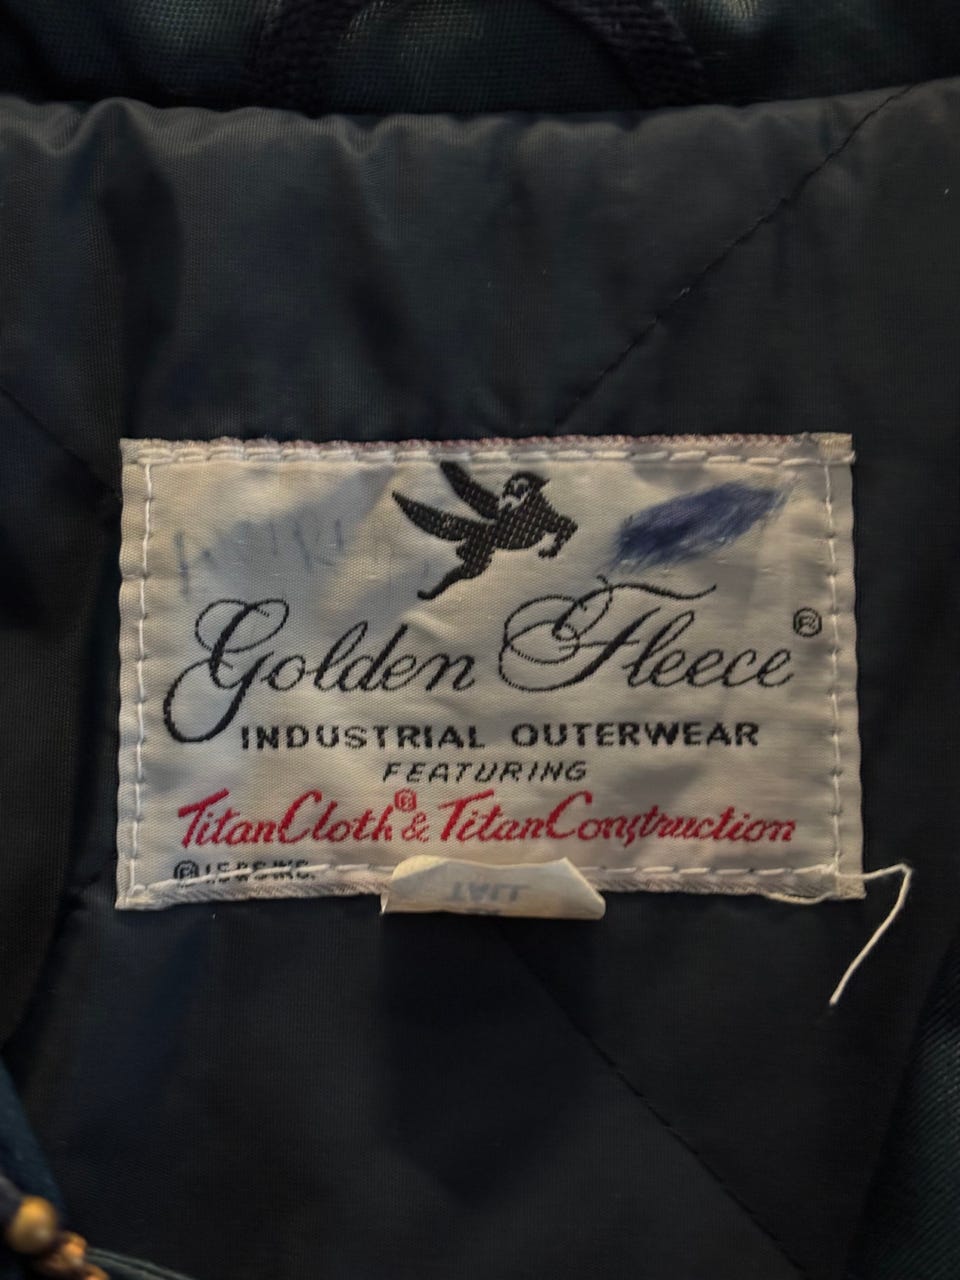 Golden Fleece®
INDUSTRIAL OUTERWEAR
FEATURING
TitanCloth® & TitanConstruction